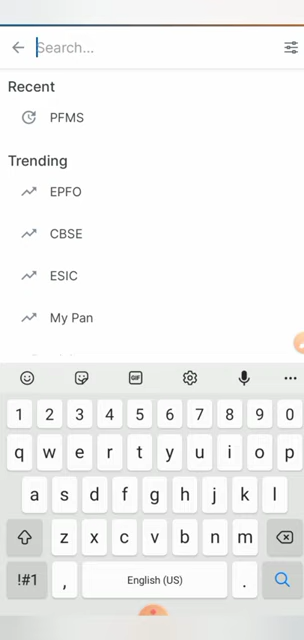 Search...
Recent
PFMS
Trending
EPFO
CBSE
ESIC
My Pan
GIF
1 2 3 4 5 6 7 8 9 0
q w e r t y u i o p
a s d f g h j k l
z x c v b n m
!#1 , English (US) .